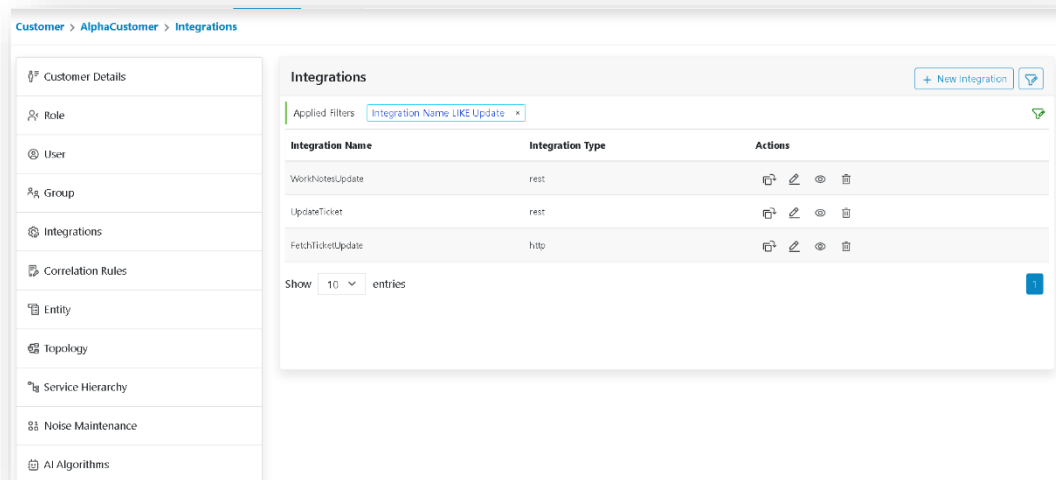 Customer > AlphaCustomer > Integrations
Customer Details
Role
User
Group
Integrations
Correlation Rules
Entity
Topology
Service Hierarchy
Noise Maintenance
AI Algorithms
Integrations
+ New Integration
Applied Filters Integration Name LIKE Update ×
Integration Name Integration Type Actions
WorkNotesUpdate rest
UpdateTicket rest
FetchTicketUpdate http
Show 10 entries
1